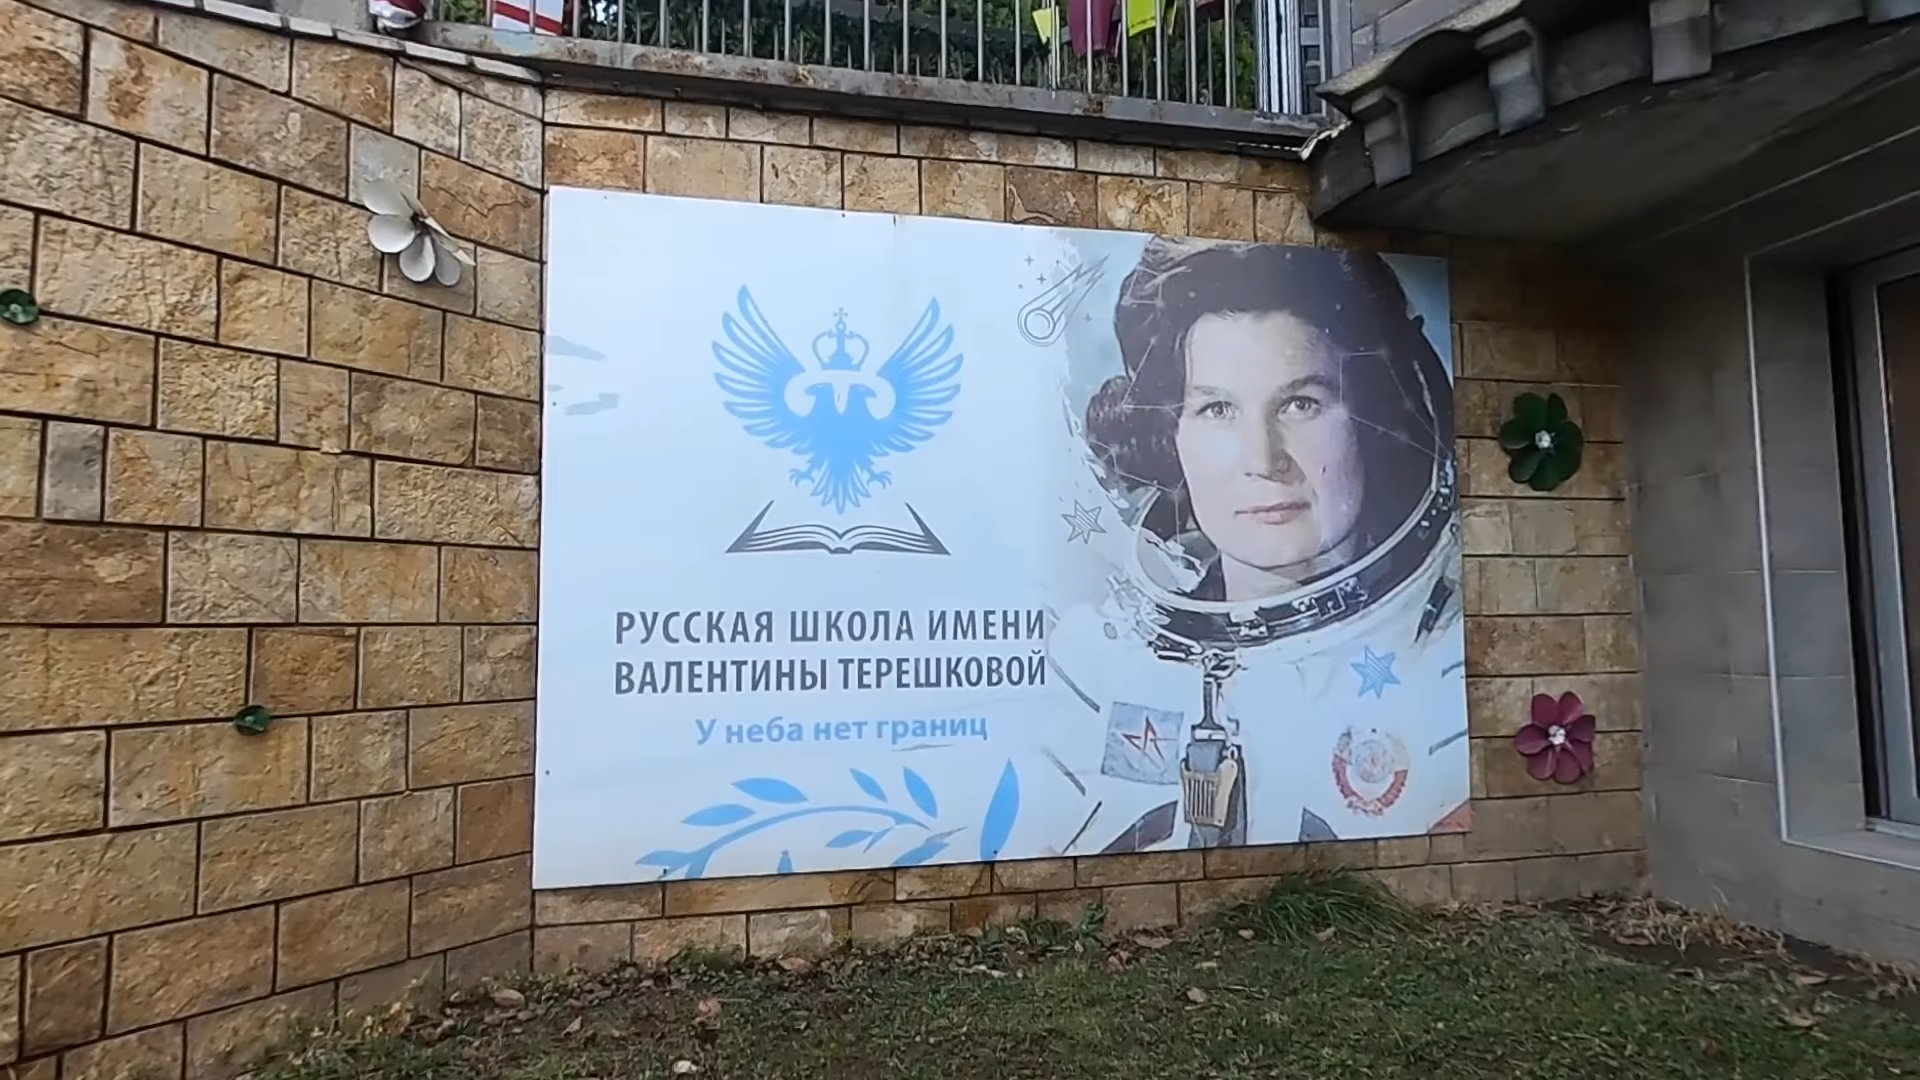 РУССКАЯ ШКОЛА ИМЕНИ
ВАЛЕНТИНЫ ТЕРЕШКОВОЙ
У неба нет границ